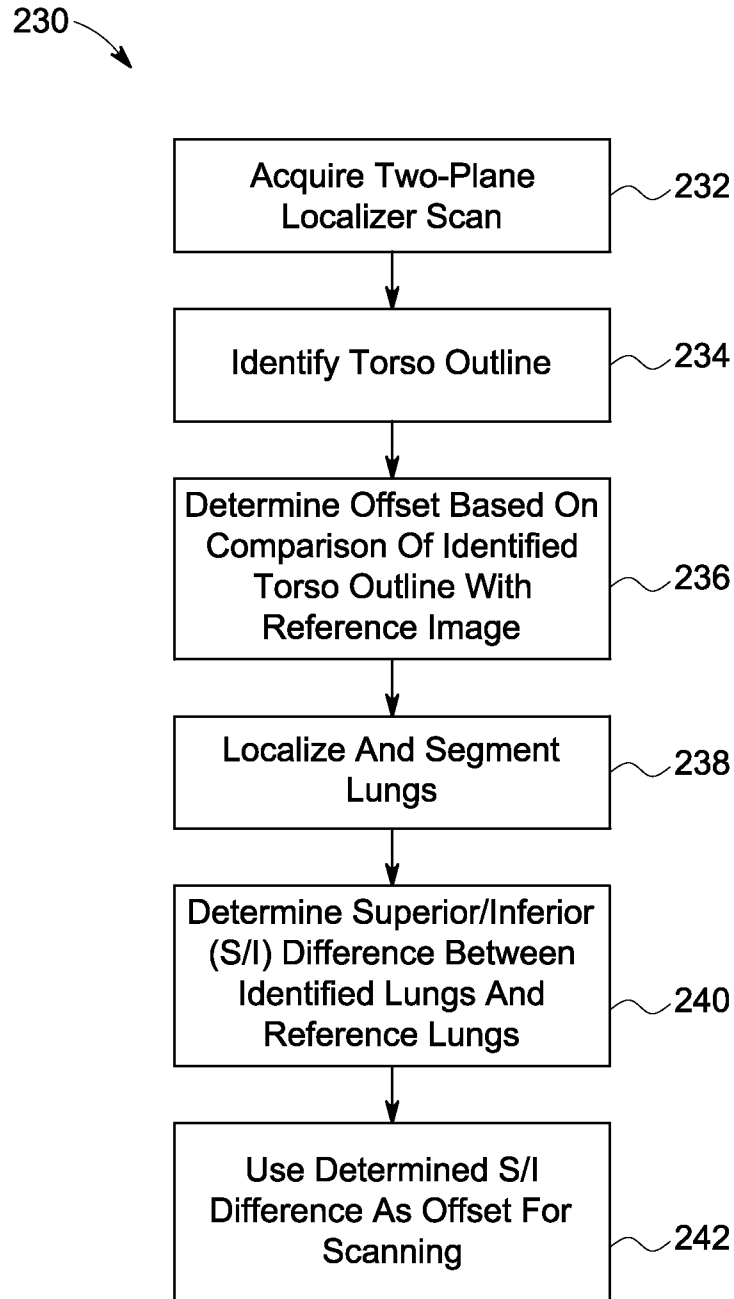 230
Acquire Two-Plane
Localizer Scan
232
Identify Torso Outline
234
Determine Offset Based On
Comparison Of Identified
Torso Outline With
Reference Image
236
Localize And Segment
Lungs
238
Determine Superior/Inferior
(S/I) Difference Between
Identified Lungs And
Reference Lungs
240
Use Determined S/I
Difference As Offset For
Scanning
242